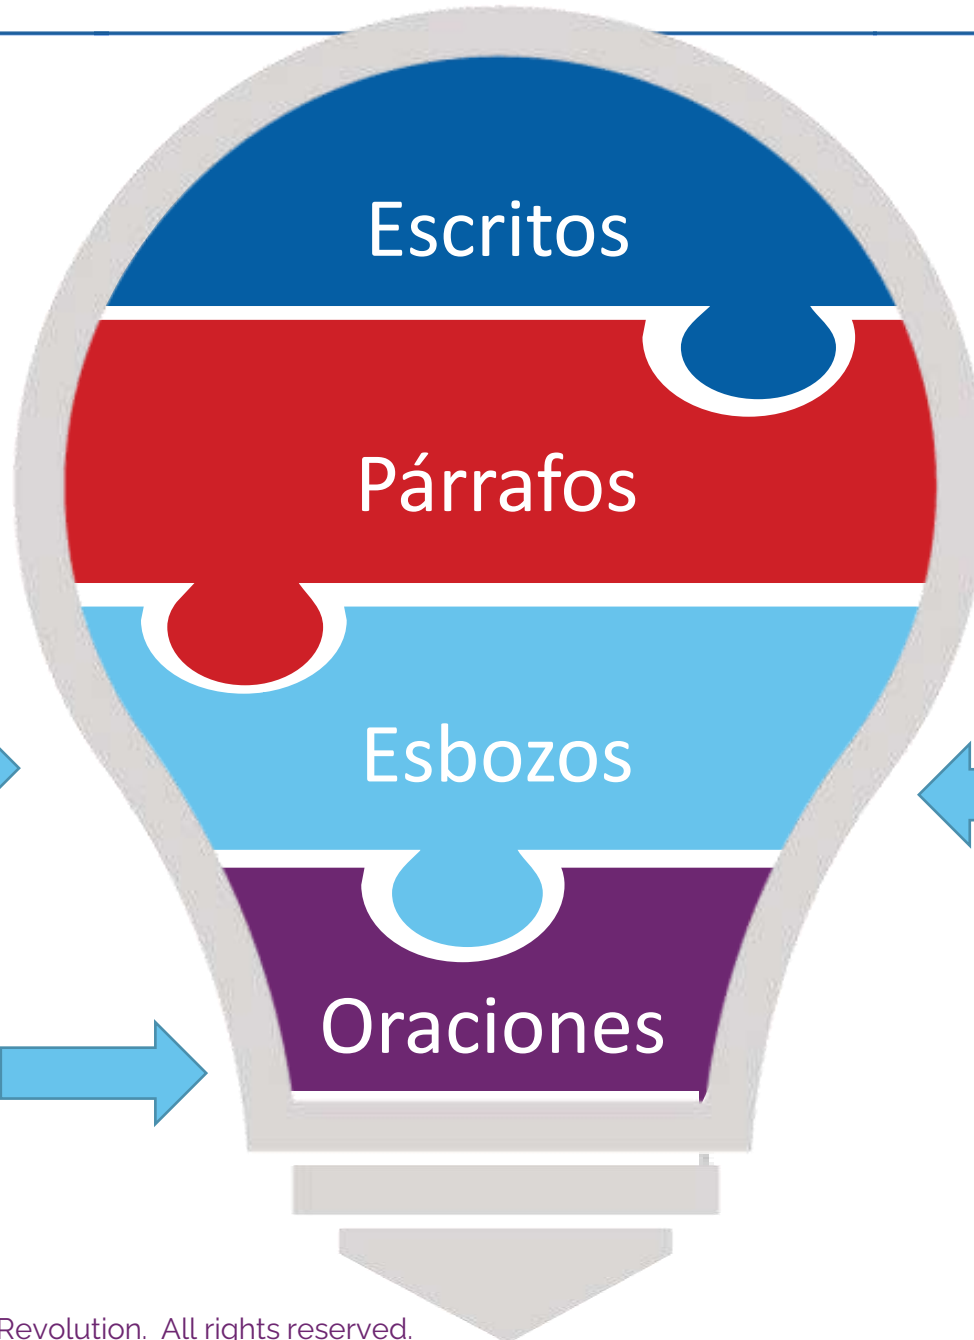 Escritos
Párrafos
Esbozos
Oraciones
Revolution. All rights reserved.